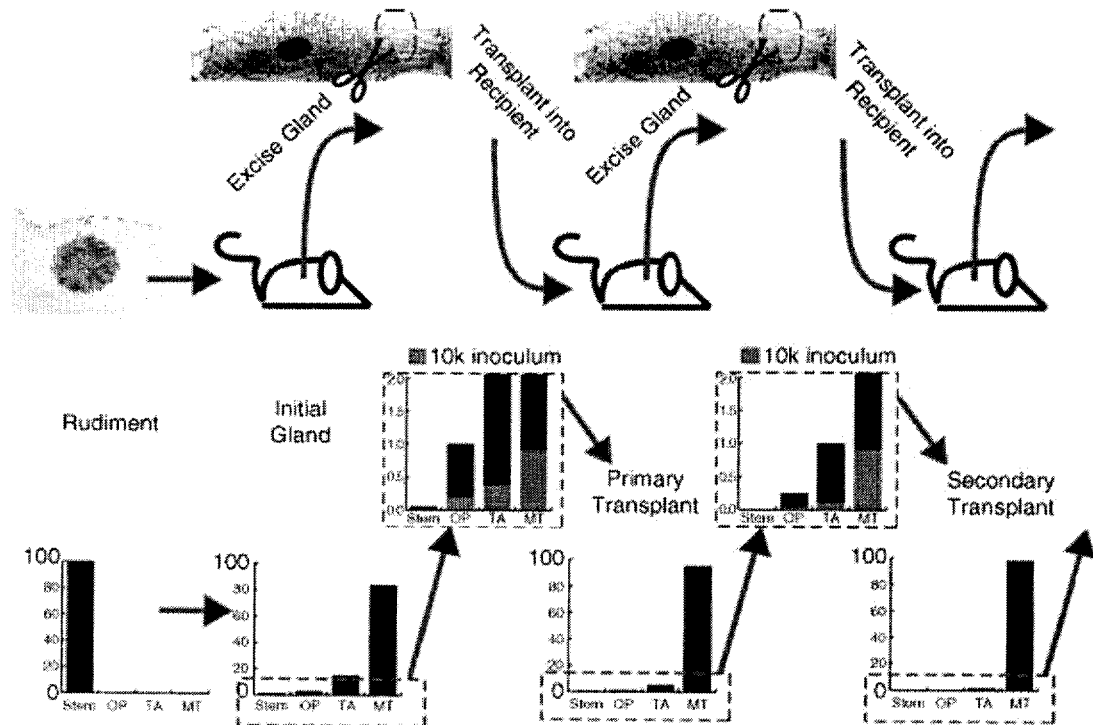 Excise Gland
Transplant into
Recipient
Excise Gland
Transplant into
Recipient
10k inoculum
10k inoculum
Rudiment
Initial
Gland
2.0
1.5
1.0
0.5
0.0
Stem OP TA MT
Primary
Transplant
2.0
1.5
1.0
0.5
0.0
Stem OP TA MT
Secondary
Transplant
100
80
60
40
20
0
Stem OP TA MT
100
80
60
40
20
0
Stem OP TA MT
100
80
60
40
20
0
Stem OP TA MT
100
80
60
40
20
0
Stem OP TA MT